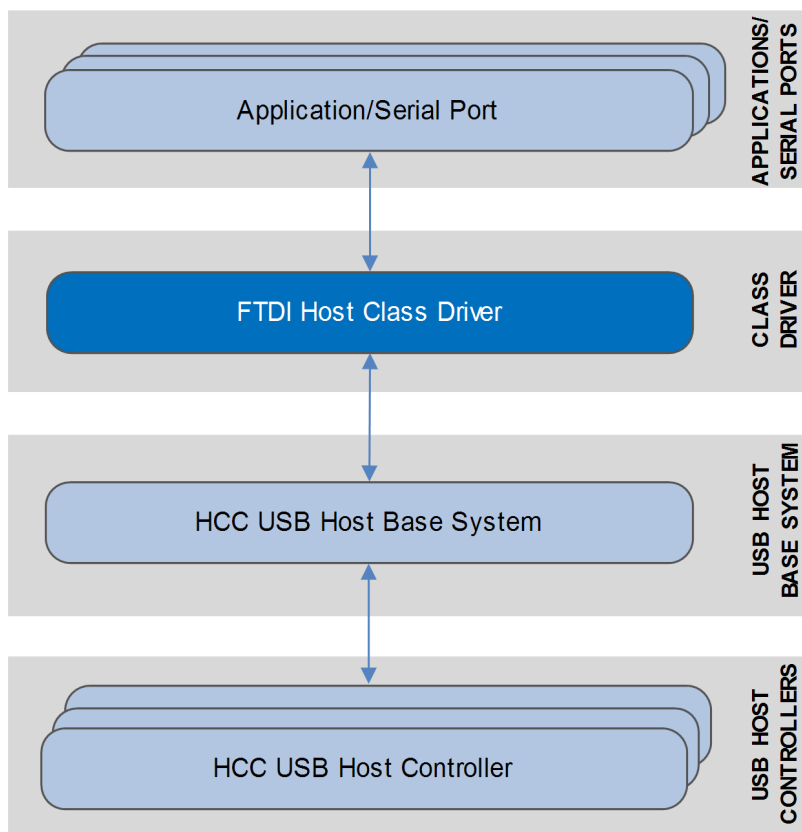 Application/Serial Port
APPLICATIONS/
SERIAL PORTS
FTDI Host Class Driver
CLASS
DRIVER
HCC USB Host Base System
USB HOST
BASE SYSTEM
HCC USB Host Controller
USB HOST
CONTROLLERS